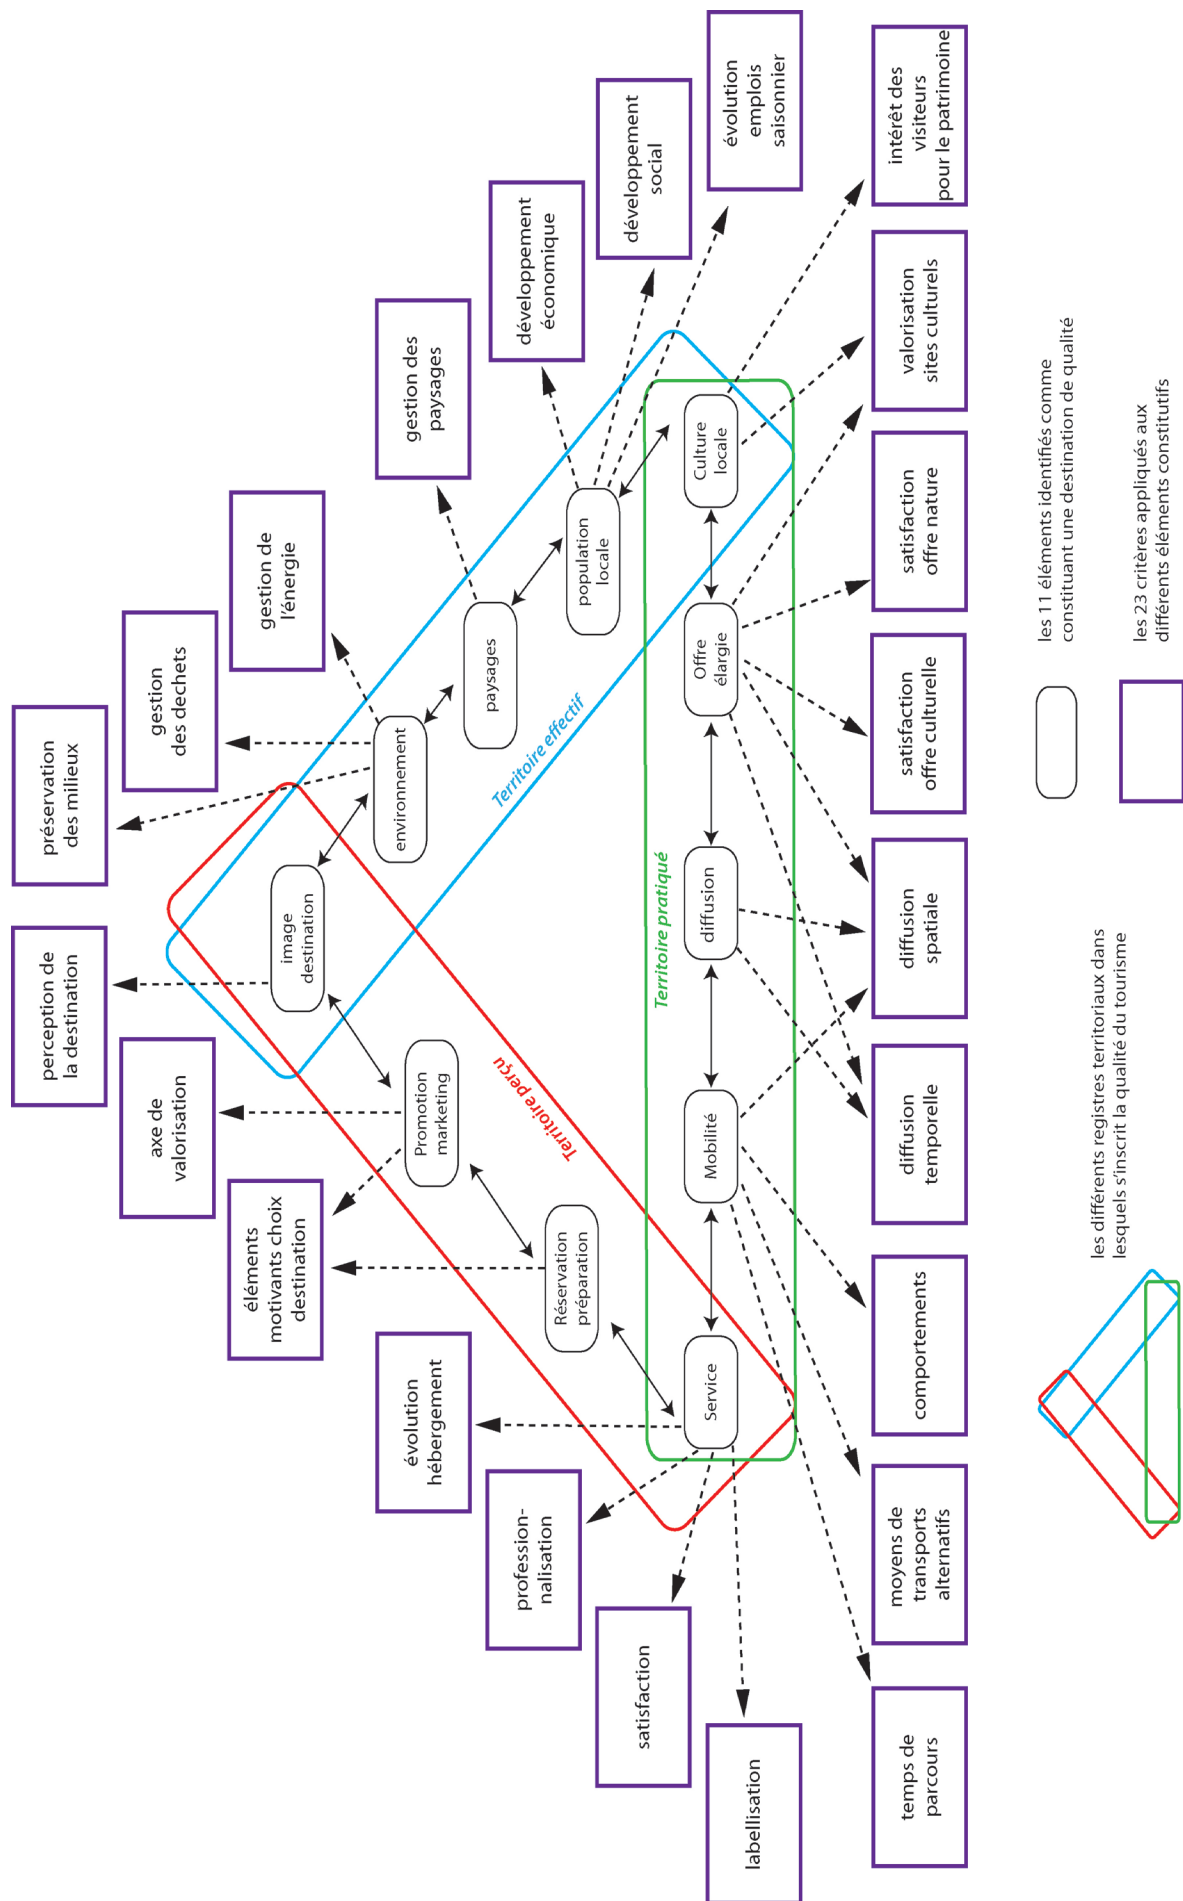 préservation
des milieux
perception de
la destination
gestion
des dechets
axe de
valorisation
gestion de
l'énergie
éléments
motivants choix
destination
gestion des
paysages
évolution
hébergement
développement
économique
profession-
nalisation
développement
social
satisfaction
évolution
emplois
saisonnier
labellisation
image
destination
environnement
Promotion
marketing
paysages
Réservation
préparation
population
locale
Territoire perçu
Territoire effectif
Territoire pratiqué
Service
Mobilité
diffusion
Offre
élargie
Culture
locale
temps de
parcours
moyens de
transports
alternatifs
comportements
diffusion
temporelle
diffusion
spatiale
satisfaction
offre culturelle
satisfaction
offre nature
valorisation
sites culturels
intérêt des
visiteurs
pour le patrimoine
les différents registres territoriaux dans
lesquels s'inscrit la qualité du tourisme
les 11 éléments identifiés comme
constituant une destination de qualité
les 23 critères appliqués aux
différents éléments constitutifs